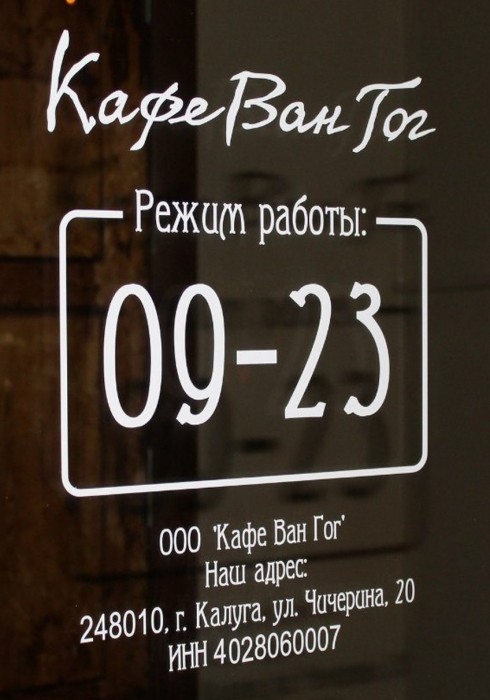 Кафе Ван Гог
Режим работы:
09-23
ООО 'Кафе Ван Гог'
Наш адрес:
248010, г. Калуга, ул. Чичерина, 20
ИНН 4028060007